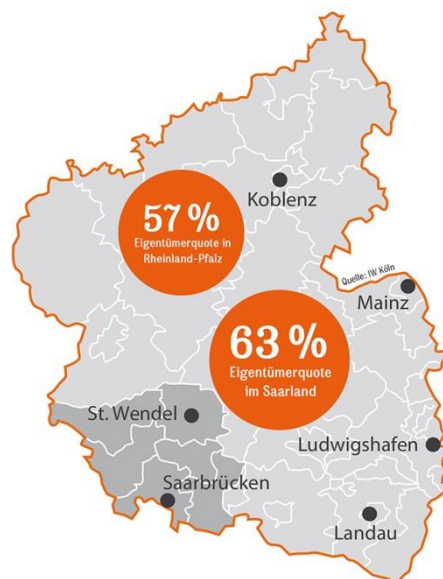 Koblenz
57 %
Eigentümerquote in
Rheinland-Pfalz
Quelle: IW Köln
Mainz
63 %
Eigentümerquote
im Saarland
St. Wendel
Ludwigshafen
Saarbrücken
Landau